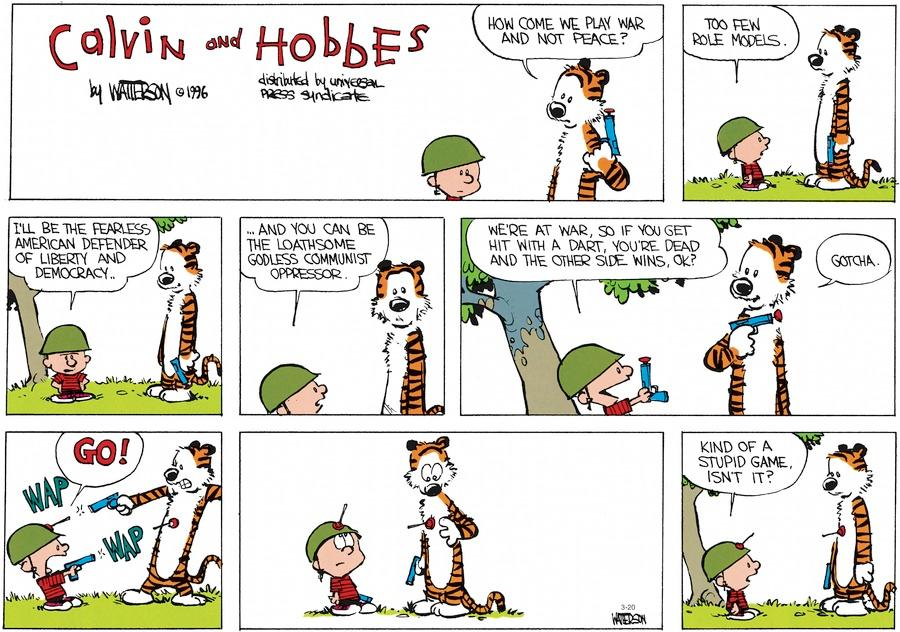 Calvin and Hobbes
by WATTERSON © 1996
distributed by universal
press syndicate
HOW COME WE PLAY WAR
AND NOT PEACE?
TOO FEW
ROLE MODELS.
I'LL BE THE FEARLESS
AMERICAN DEFENDER
OF LIBERTY AND
DEMOCRACY..
... AND YOU CAN BE
THE LOATHSOME
GODLESS COMMUNIST
OPPRESSOR.
WE'RE AT WAR, SO IF YOU GET
HIT WITH A DART, YOU'RE DEAD
AND THE OTHER SIDE WINS, OK?
GOTCHA.
GO!
WAP
WAP
3-20
WATTERSON
KIND OF A
STUPID GAME,
ISN'T IT?